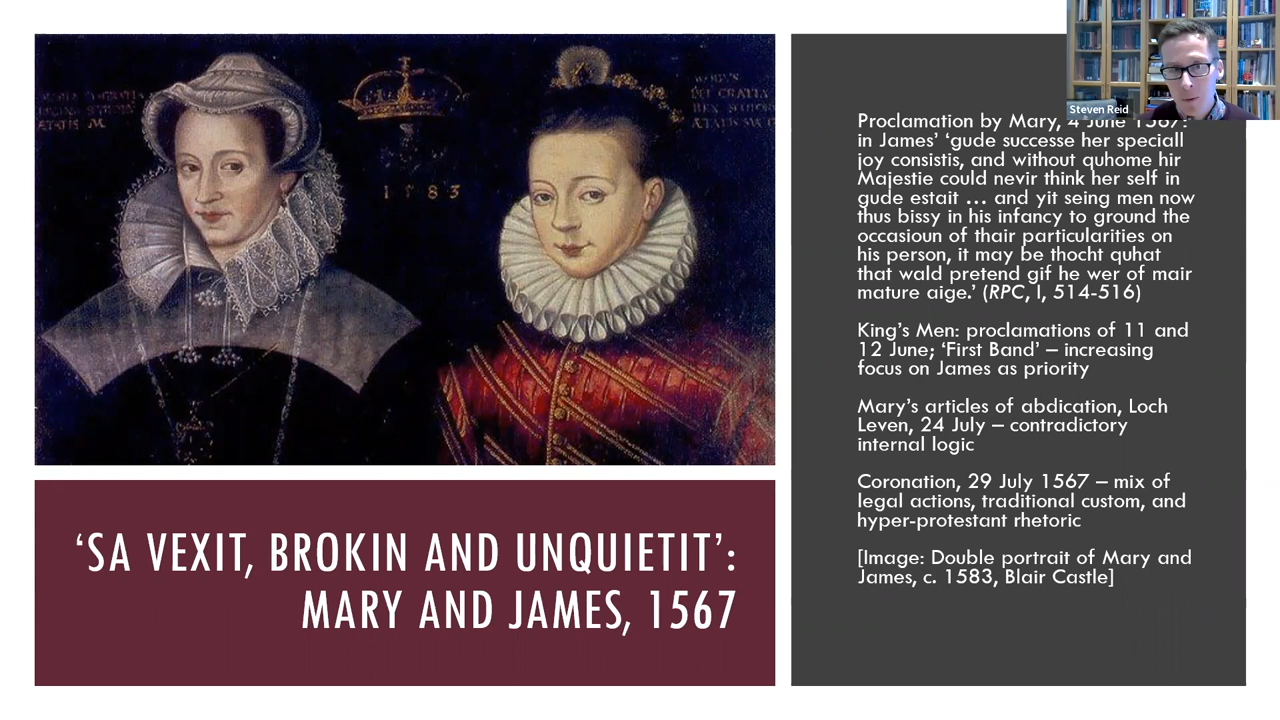 Steven Reid
1583
Proclamation by Mary, 4 June 1567:
in James’ ‘gude successe her speciall
joy consistis, and without quhome hir
Majestie could nevir think her self in
gude estait … and yit seing men now
thus bissy in his infancy to ground the
occasioun of thair particularities on
his person, it may be thocht quhat
that wald pretend gif he wer of mair
mature aige.’ (RPC, I, 514-516)
King’s Men: proclamations of 11 and
12 June; ‘First Band’ – increasing
focus on James as priority
Mary’s articles of abdication, Loch
Leven, 24 July – contradictory
internal logic
Coronation, 29 July 1567 – mix of
legal actions, traditional custom, and
hyper-protestant rhetoric
[Image: Double portrait of Mary and
James, c. 1583, Blair Castle]
‘SA VEXIT, BROKIN AND UNQUIETIT’:
MARY AND JAMES, 1567